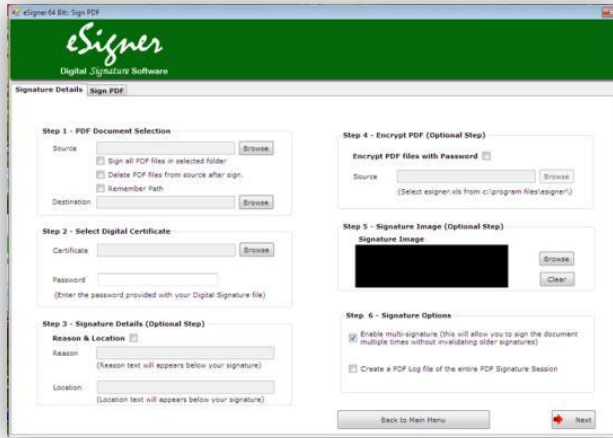 eSigner 64 Bit: Sign PDF
eSigner
Digital Signature Software
Signature Details
Sign PDF
Step 1 - PDF Document Selection
Source
Browse
Sign all PDF files in selected folder
Delete PDF files from source after sign.
Remember Path
Destination
Browse
Step 2 - Select Digital Certificate
Certificate
Browse
Password
(Enter the password provided with your Digital Signature file)
Step 3 - Signature Details (Optional Step)
Reason & Location
Reason
(Reason text will appears below your signature)
Location
(Location text will appears below your signature)
Step 4 - Encrypt PDF (Optional Step)
Encrypt PDF files with Password
Source
Browse
(Select esigner.xls from c:\program files\esigner\)
Step 5 - Signature Image (Optional Step)
Signature Image
Browse
Clear
Step 6 - Signature Options
Enable multi-signature (this will allow you to sign the document
multiple times without invalidating older signatures)
Create a PDF Log file of the entire PDF Signature Session
Back to Main Menu
Next